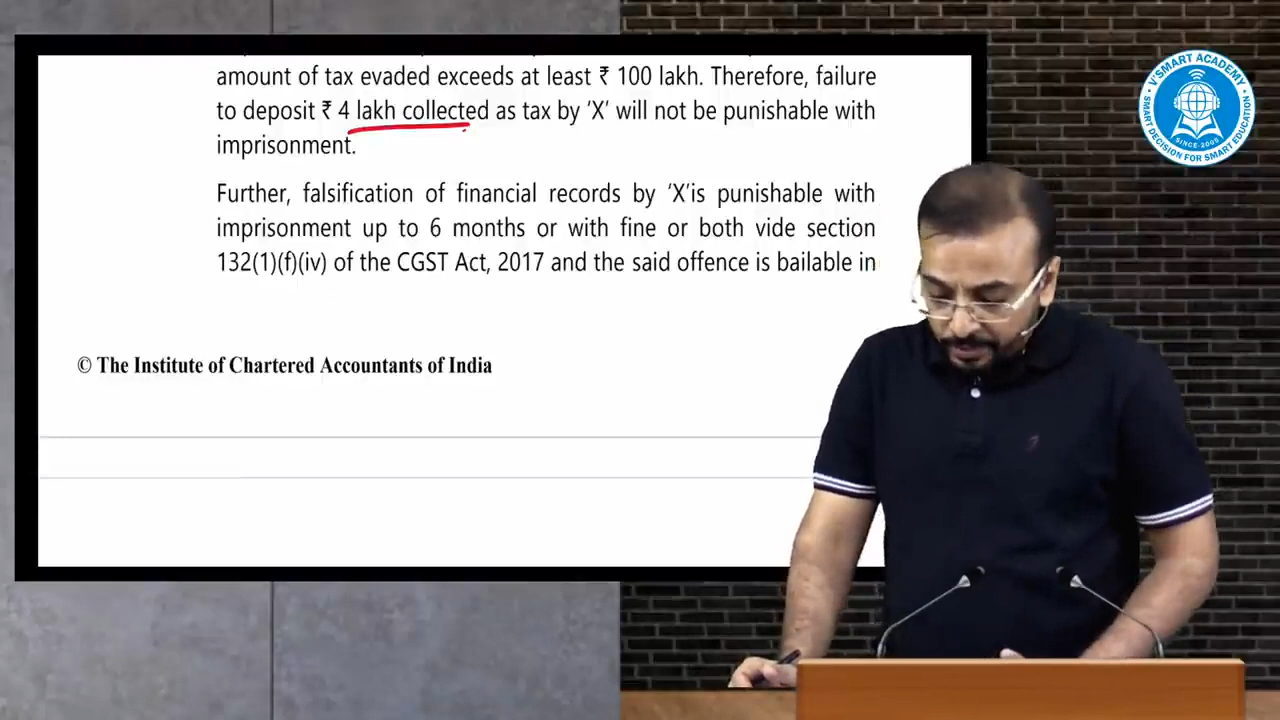 amount of tax evaded exceeds at least ₹ 100 lakh. Therefore, failure
to deposit ₹ 4 lakh collected as tax by ‘X’ will not be punishable with
imprisonment.
Further, falsification of financial records by ‘X’is punishable with
imprisonment up to 6 months or with fine or both vide section
132(1)(f)(iv) of the CGST Act, 2017 and the said offence is bailable in
© The Institute of Chartered Accountants of India
V'SMART ACADEMY
SINCE-2005
SMART DECISION FOR SMART EDUCATION